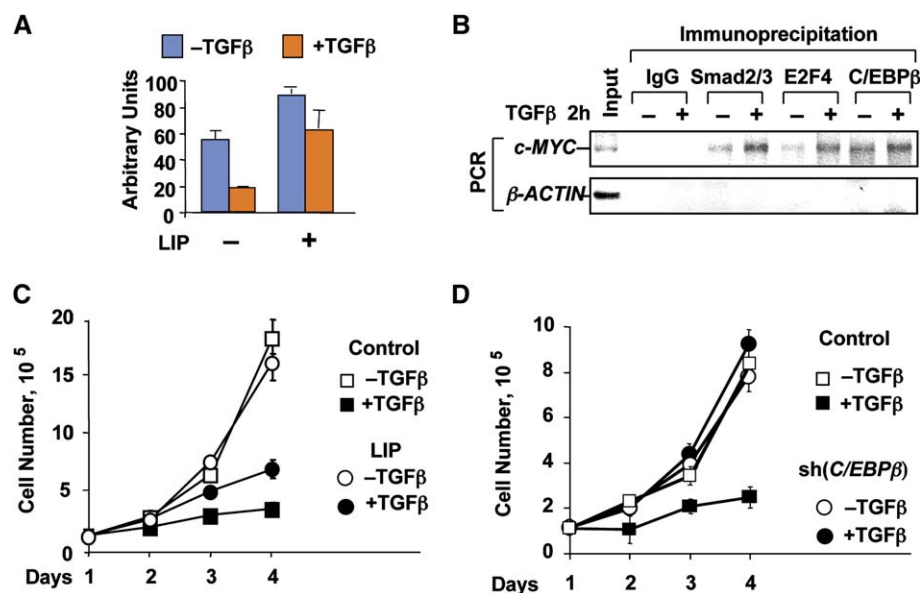 A
–TGFβ +TGFβ
Arbitrary Units
100
80
60
40
20
0
LIP – +
B
Immunoprecipitation
Input
IgG Smad2/3 E2F4 C/EBPβ
TGFβ 2h – + – + – + – +
PCR
c-MYC
β-ACTIN
C
Cell Number, 10 5
20
15
10
5
0
Days 1 2 3 4
Control
–TGFβ
+TGFβ
LIP
–TGFβ
+TGFβ
D
Cell Number, 10 5
10
8
6
4
2
0
Days 1 2 3 4
Control
–TGFβ
+TGFβ
sh(C/EBPβ)
–TGFβ
+TGFβ